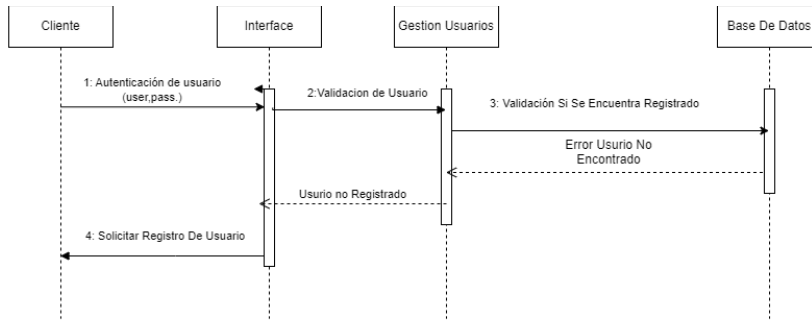 Cliente
Interface
Gestion Usuarios
Base De Datos
1: Autenticación de usuario
(user,pass.)
2:Validacion de Usuario
3: Validación Si Se Encuentra Registrado
Error Usurio No
Encontrado
Usurio no Registrado
4: Solicitar Registro De Usuario